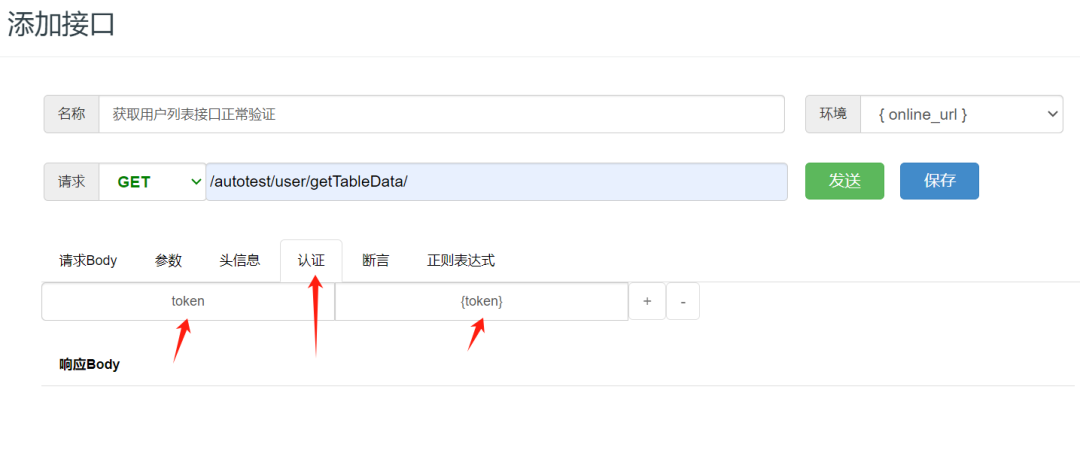 添加接口
名称 获取用户列表接口正常验证 环境 { online_url }
请求 GET /autotest/user/getTableData/ 发送 保存
请求Body 参数 头信息 认证 断言 正则表达式
token {token} + -
响应Body